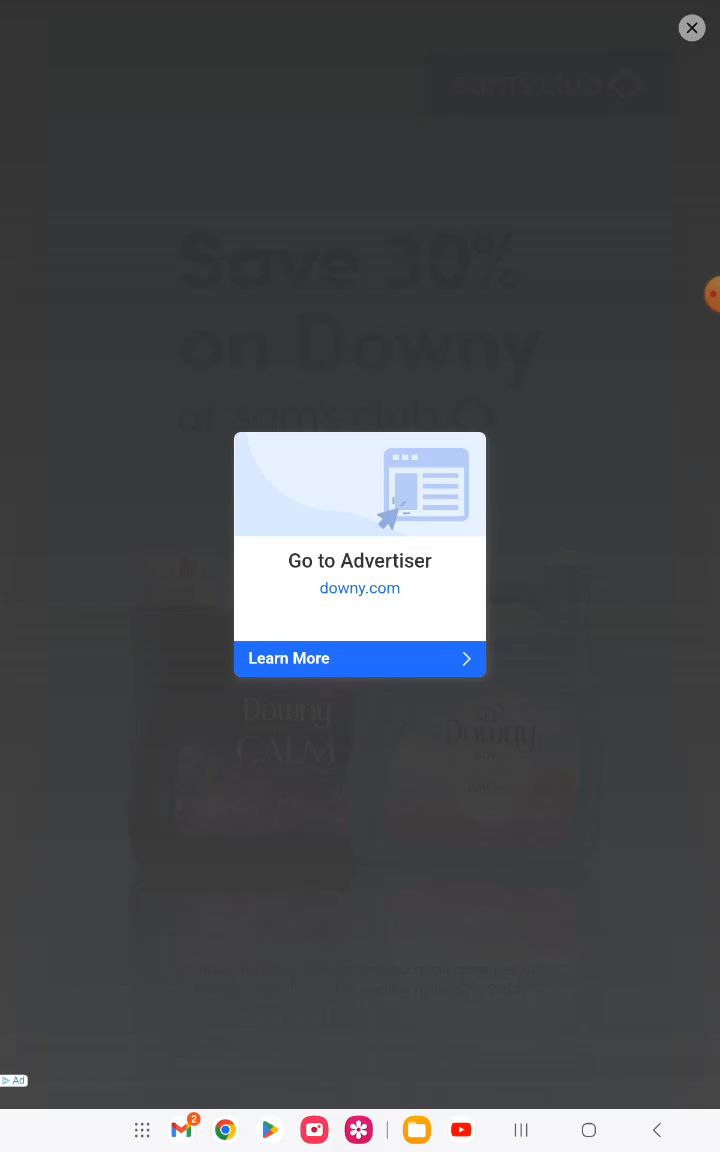 sam's club
Save 30%
on Downy
at sam's club
Go to Advertiser
downy.com
Learn More
Downy
CALM
Downy
Ad
2